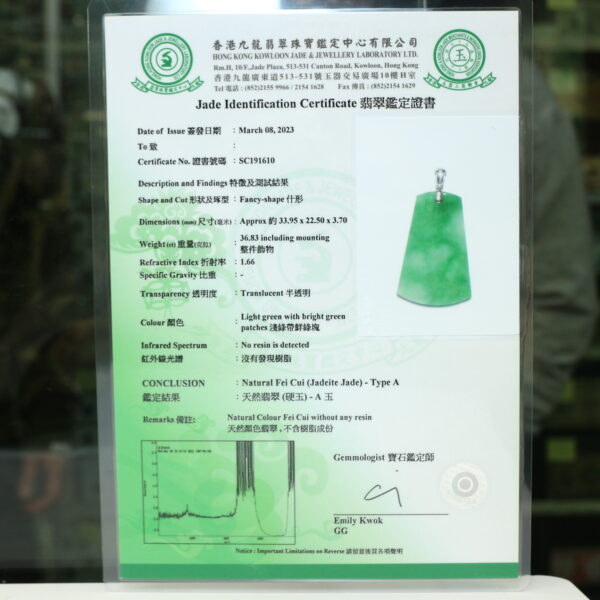 香港九龍翡翠珠寶鑑定中心有限公司
HONG KONG KOWLOON JADE & JEWELLERY LABORATORY LTD.
Rm.H, 10/F.,Jade Plaza, 513-531 Canton Road, Kowloon, Hong Kong
香港九龍廣東道513-531號玉器交易廣場10樓H室
Tel 電話 : (852)2155 9966 / 2154 1628 Fax 傳真 : (852)2154 1629
玉
Jade Identification Certificate 翡翠鑑定證書
Date of Issue 簽發日期 : March 08, 2023
To 致 :
Certificate No. 證書號碼 : SC191610
Description and Findings 特徵及測試結果
Shape and Cut 形狀及琢型 : Fancy-shape 什形
Dimensions (mm) 尺寸(毫米) : Approx 約 33.95 x 22.50 x 3.70
Weight (ct) 重量(克拉) : 36.83 including mounting
整件飾物
Refractive Index 折射率 : 1.66
Specific Gravity 比重 : -
Transparency 透明度 : Translucent 半透明
Colour 顏色 : Light green with bright green
patches 淺綠帶鮮綠塊
Infrared Spectrum : No resin is detected
紅外線光譜 : 沒有發現樹脂
CONCLUSION : Natural Fei Cui (Jadeite Jade) - Type A
鑑定結果 : 天然翡翠 (硬玉) - A 玉
Remarks 備註: Natural Colour Fei Cui without any resin
天然顏色翡翠，不含樹脂成份
Gemmologist 寶石鑑定師
Emily Kwok
GG
Notice : Important Limitations on Reverse 請留意後頁各項聲明